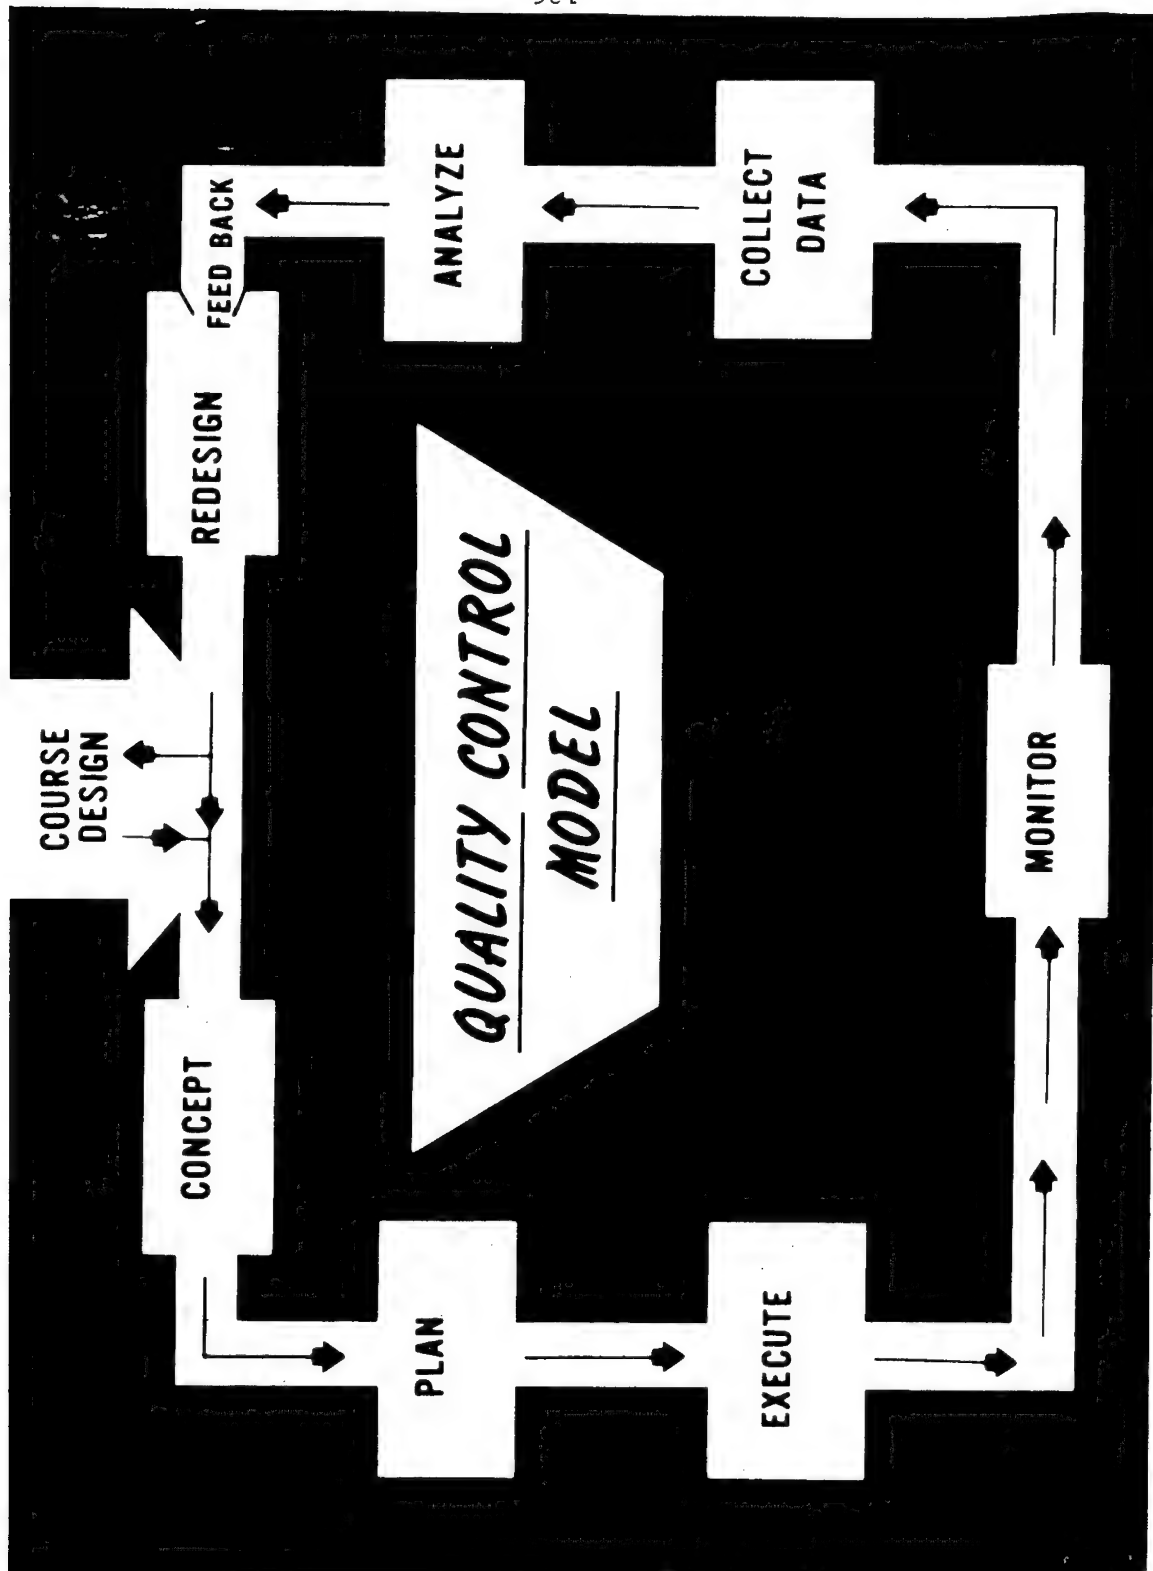 COURSE
DESIGN
CONCEPT
REDESIGN
FEED BACK
PLAN
ANALYZE
QUALITY CONTROL
MODEL
EXECUTE
COLLECT
DATA
MONITOR